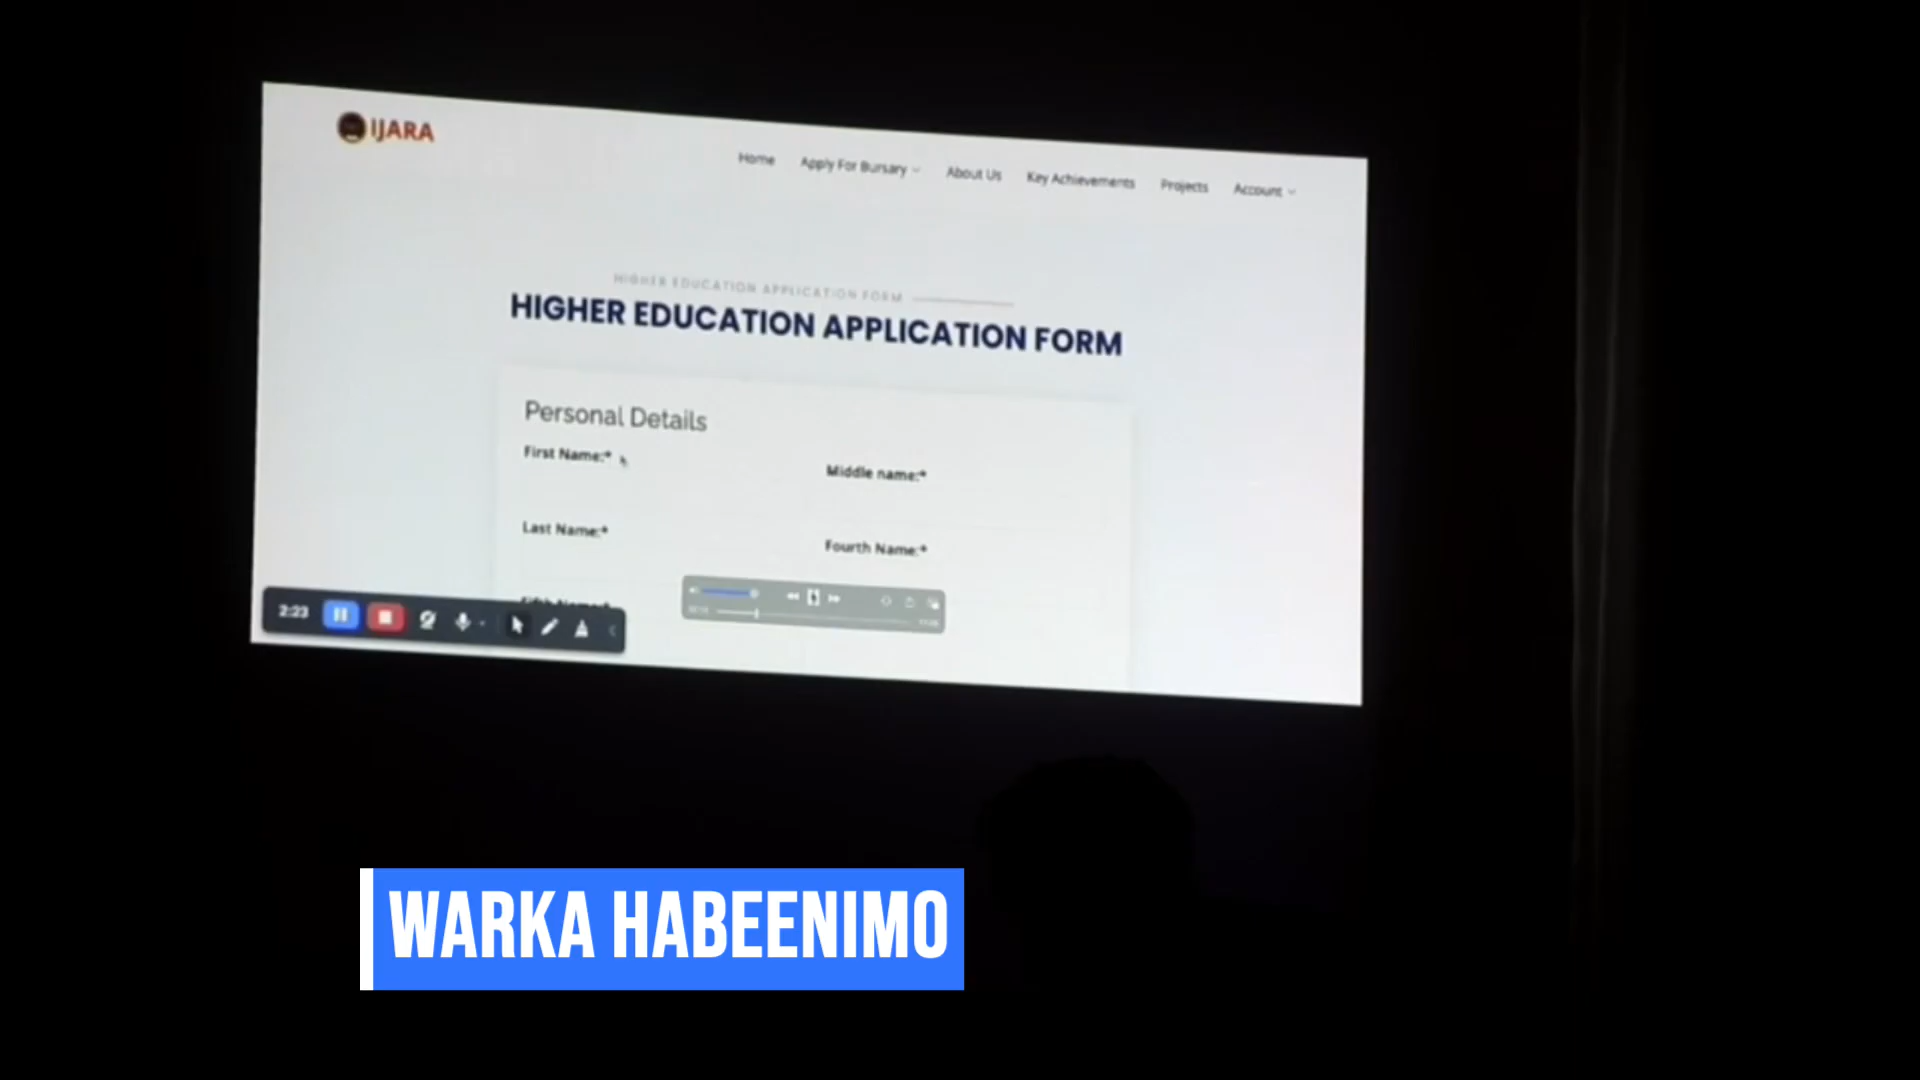 IJARA
Home Apply For Bursary About Us Key Achievements Projects Account
HIGHER EDUCATION APPLICATION FORM
HIGHER EDUCATION APPLICATION FORM
Personal Details
First Name:* Middle name:*
Last Name:* Fourth Name:*
2:23
WARKA HABEENIMO